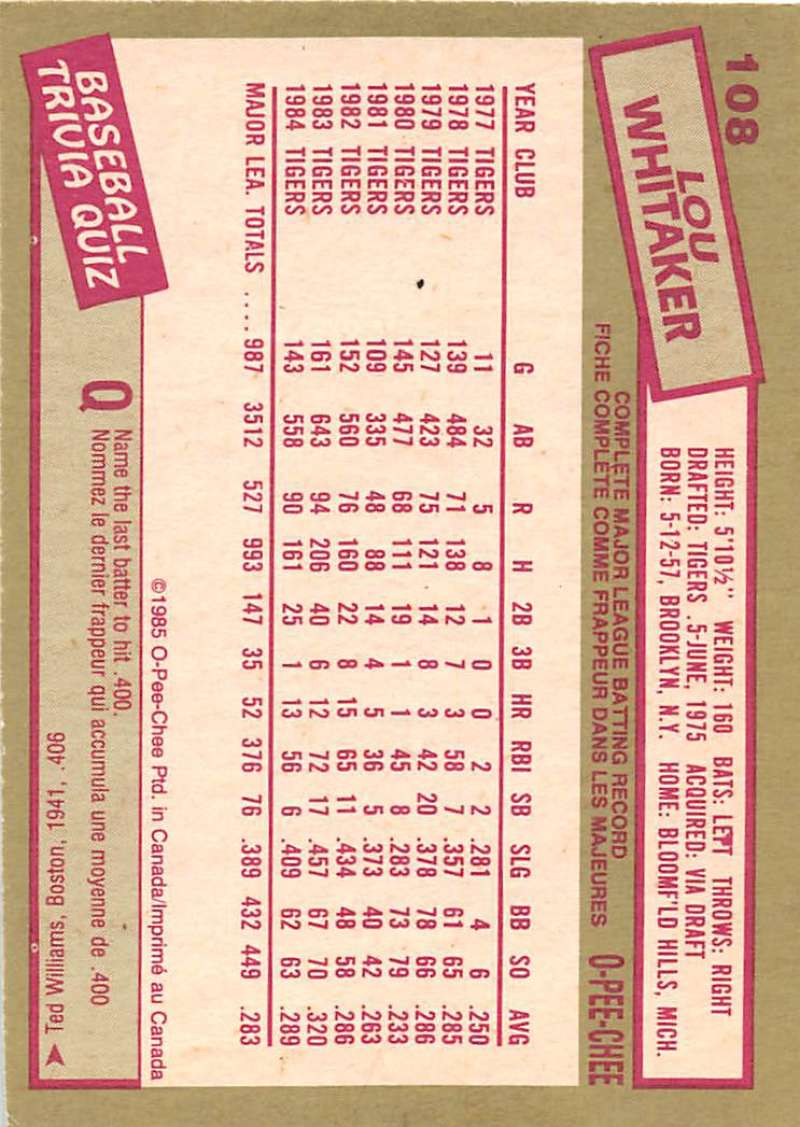 108
LOU
WHITAKER
HEIGHT: 5'10½" WEIGHT: 160 BATS: LEFT THROWS: RIGHT
DRAFTED: TIGERS .5-JUNE, 1975 ACQUIRED: VIA DRAFT
BORN: 5-12-57, BROOKLYN, N.Y. HOME: BLOOMF'LD HILLS, MICH.
COMPLETE MAJOR LEAGUE BATTING RECORD
FICHE COMPLÈTE COMME FRAPPEUR DANS LES MAJEURES
O-PEE-CHEE
YEAR CLUB G AB R H 2B 3B HR RBI SB SLG BB SO AVG
1977 TIGERS 11 32 5 8 1 0 0 2 2 .281 4 6 .250
1978 TIGERS 139 484 71 138 12 7 3 58 7 .357 61 65 .285
1979 TIGERS 127 423 75 121 14 8 3 42 20 .378 78 66 .286
1980 TIGERS 145 477 68 111 19 1 1 45 8 .283 73 79 .233
1981 TIGERS 109 335 48 88 14 4 5 36 5 .373 40 42 .263
1982 TIGERS 152 560 76 160 22 8 15 65 11 .434 48 58 .286
1983 TIGERS 161 643 94 206 40 6 12 72 17 .457 67 70 .320
1984 TIGERS 143 558 90 161 25 1 13 56 6 .409 62 63 .289
MAJOR LEA. TOTALS .... 987 3512 527 993 147 35 52 376 76 .389 432 449 .283
©1985 O-Pee-Chee Ptd. in Canada/Imprimé au Canada
BASEBALL
TRIVIA QUIZ
Q Name the last batter to hit .400.
Nommez le dernier frappeur qui accumula une moyenne de .400
Ted Williams, Boston, 1941, .406